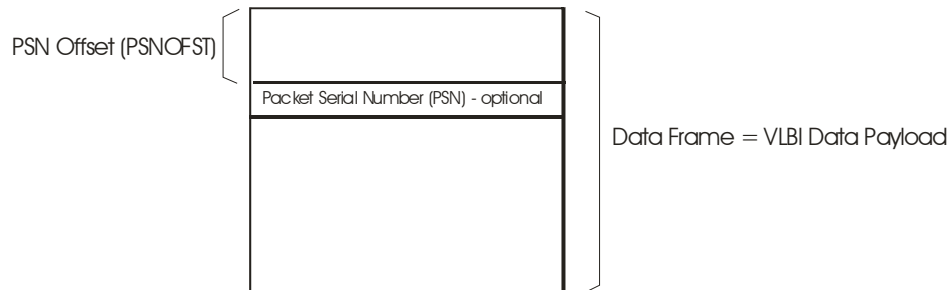 PSN Offset (PSNOFST)
Packet Serial Number (PSN) - optional
Data Frame = VLBI Data Payload